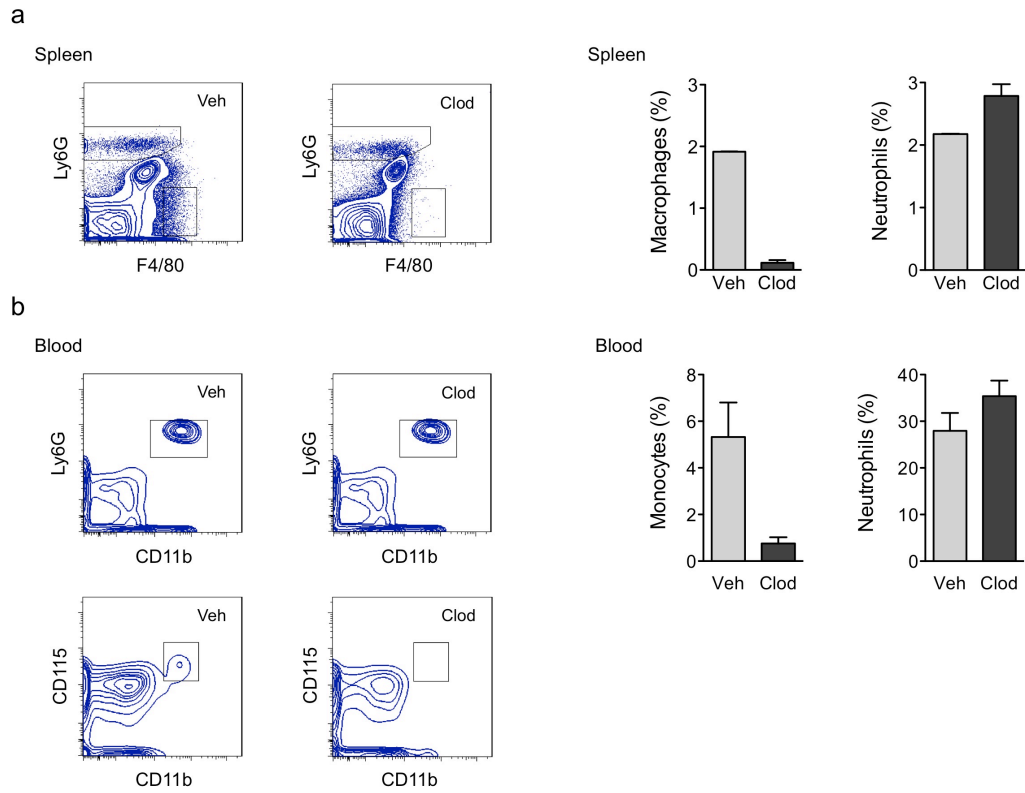 a
Spleen
Veh
Ly6G
F4/80
Clod
Ly6G
F4/80
Spleen
Macrophages (%)
3
2
1
0
Veh Clod
Neutrophils (%)
3
2
1
0
Veh Clod
b
Blood
Veh
Ly6G
CD11b
Clod
Ly6G
CD11b
Blood
Monocytes (%)
8
6
4
2
0
Veh Clod
Neutrophils (%)
40
30
20
10
0
Veh Clod
Veh
CD115
CD11b
Clod
CD115
CD11b